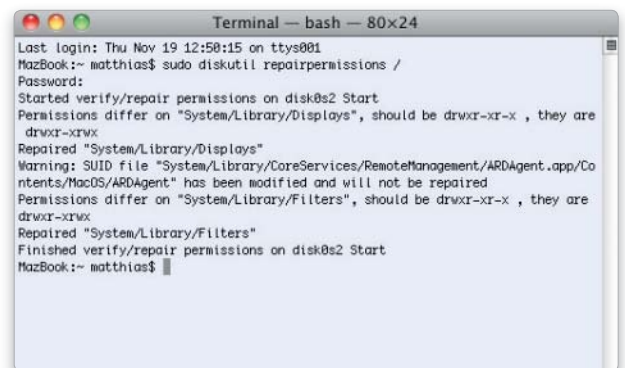 Terminal — bash — 80×24
Last login: Thu Nov 19 12:50:15 on ttys001
MazBook:~ matthias$ sudo diskutil repairpermissions /
Password:
Started verify/repair permissions on disk0s2 Start
Permissions differ on "System/Library/Displays", should be drwxr-xr-x , they are
 drwxr-xrwx
Repaired "System/Library/Displays"
Warning: SUID file "System/Library/CoreServices/RemoteManagement/ARDAgent.app/Co
ntents/MacOS/ARDAgent" has been modified and will not be repaired
Permissions differ on "System/Library/Filters", should be drwxr-xr-x , they are
drwxr-xrwx
Repaired "System/Library/Filters"
Finished verify/repair permissions on disk0s2 Start
MazBook:~ matthias$